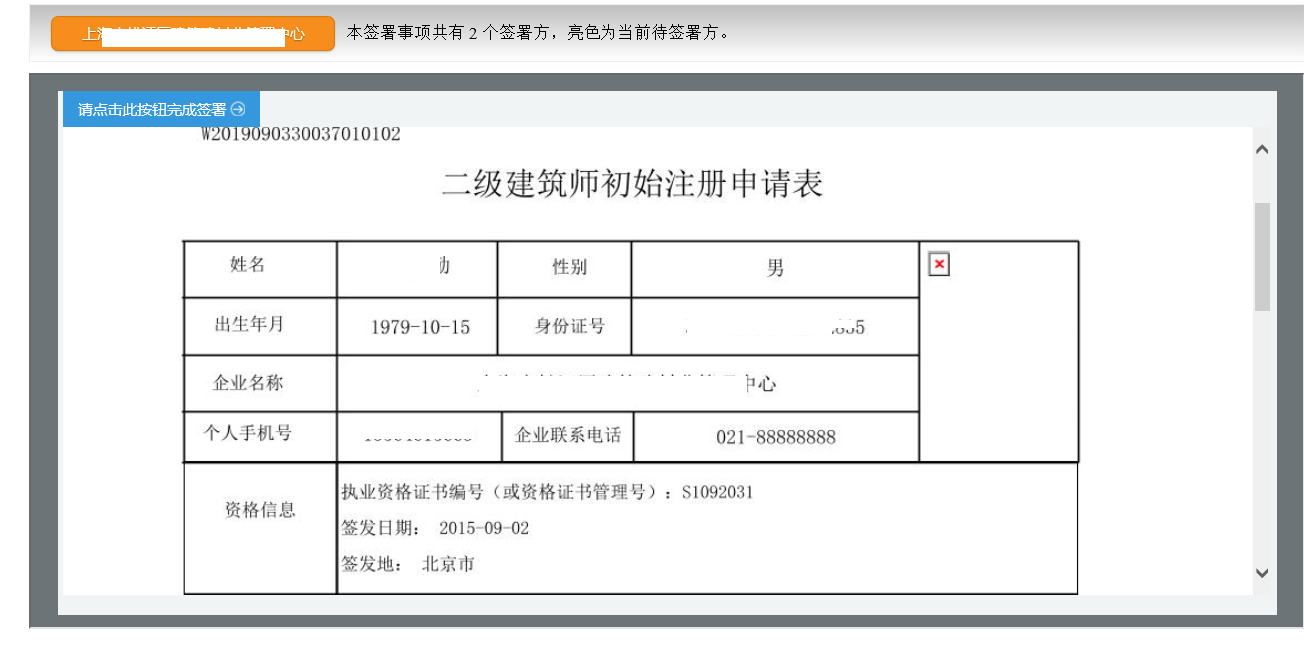 上 心 本签署事项共有 2 个签署方，亮色为当前待签署方。
请点击此按钮完成签署
W2019090330037010102
二级建筑师初始注册申请表
姓名 性别 男
出生年月 1979-10-15 身份证号 5
企业名称 中心
个人手机号 企业联系电话 021-88888888
资格信息
执业资格证书编号（或资格证书管理号）：S1092031
签发日期： 2015-09-02
签发地： 北京市